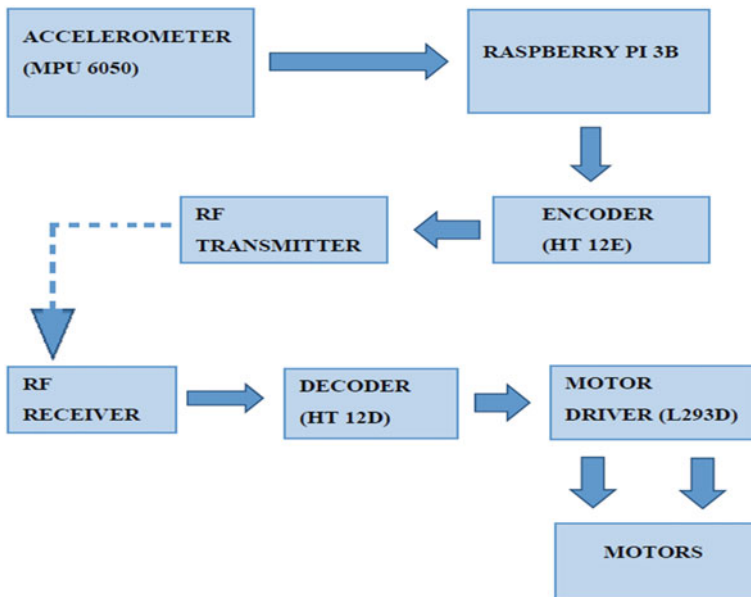 ACCELEROMETER
(MPU 6050)
RASPBERRY PI 3B
RF
TRANSMITTER
ENCODER
(HT 12E)
RF
RECEIVER
DECODER
(HT 12D)
MOTOR
DRIVER (L293D)
MOTORS